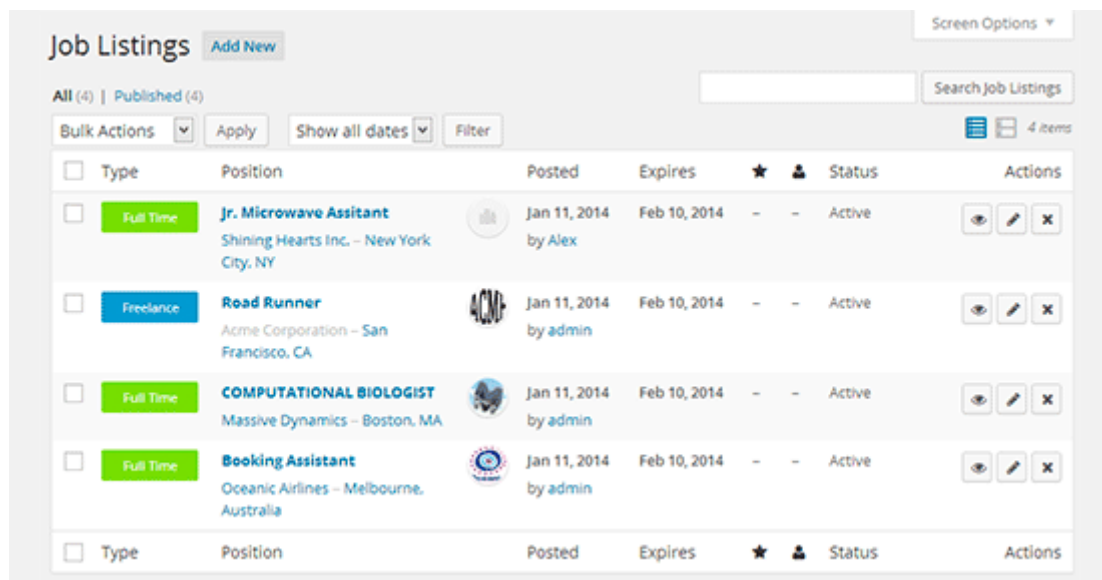 Screen Options
Job Listings Add New
All (4) | Published (4)
Search Job Listings
Bulk Actions Apply Show all dates Filter 4 items
Type Position Posted Expires Status Actions
Full Time Jr. Microwave Assitant Jan 11, 2014 Feb 10, 2014 – – Active
Shining Hearts Inc. – New York by Alex
City, NY
Freelance Road Runner ACME Jan 11, 2014 Feb 10, 2014 – – Active
Acme Corporation – San by admin
Francisco, CA
Full Time COMPUTATIONAL BIOLOGIST Jan 11, 2014 Feb 10, 2014 – – Active
Massive Dynamics – Boston, MA by admin
Full Time Booking Assistant Jan 11, 2014 Feb 10, 2014 – – Active
Oceanic Airlines – Melbourne, by admin
Australia
Type Position Posted Expires Status Actions